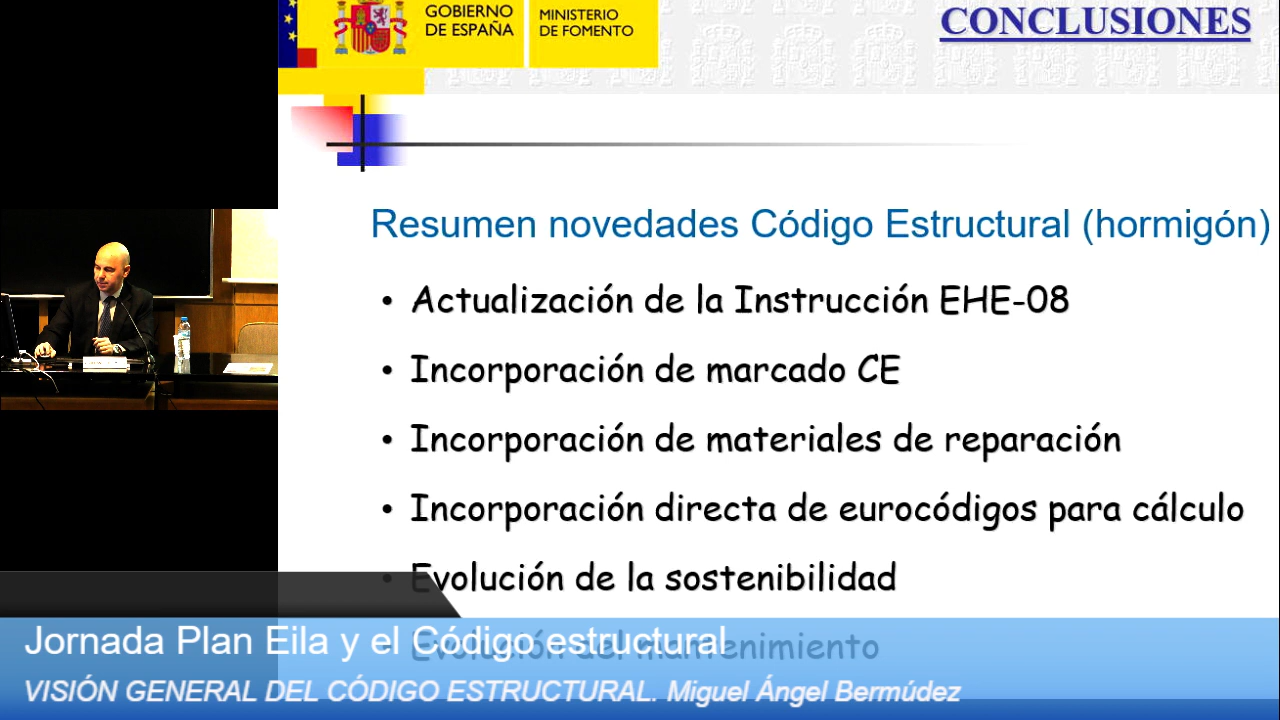 GOBIERNO
DE ESPAÑA
MINISTERIO
DE FOMENTO
CONCLUSIONES
Resumen novedades Código Estructural (hormigón)
• Actualización de la Instrucción EHE-08
• Incorporación de marcado CE
• Incorporación de materiales de reparación
• Incorporación directa de eurocódigos para cálculo
• Evolución de la sostenibilidad
Evolución del mantenimiento
Jornada Plan Eila y el Código estructural
VISIÓN GENERAL DEL CÓDIGO ESTRUCTURAL. Miguel Ángel Bermúdez